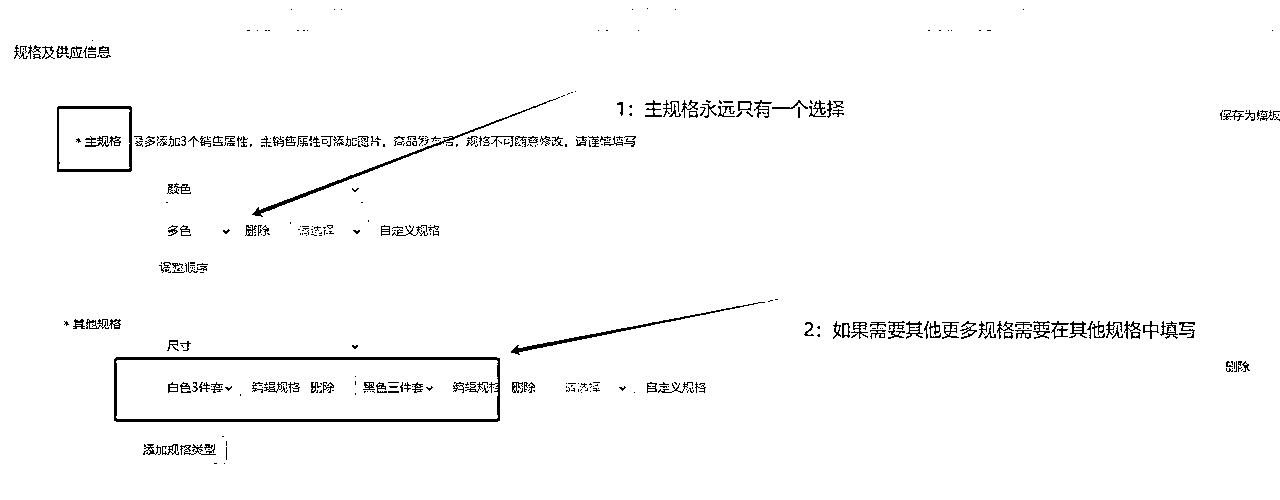 规格及供应信息
1：主规格永远只有一个选择
保存为模板
* 主规格 最多添加3个销售属性，主销售属性可添加图片，商品发布后，规格不可随意修改，请谨慎填写
颜色
多色 删除 请选择 自定义规格
调整顺序
* 其他规格
2：如果需要其他更多规格需要在其他规格中填写
尺寸
删除
白色3件套 编辑规格 删除 黑色三件套 编辑规格 删除 请选择 自定义规格
添加规格类型